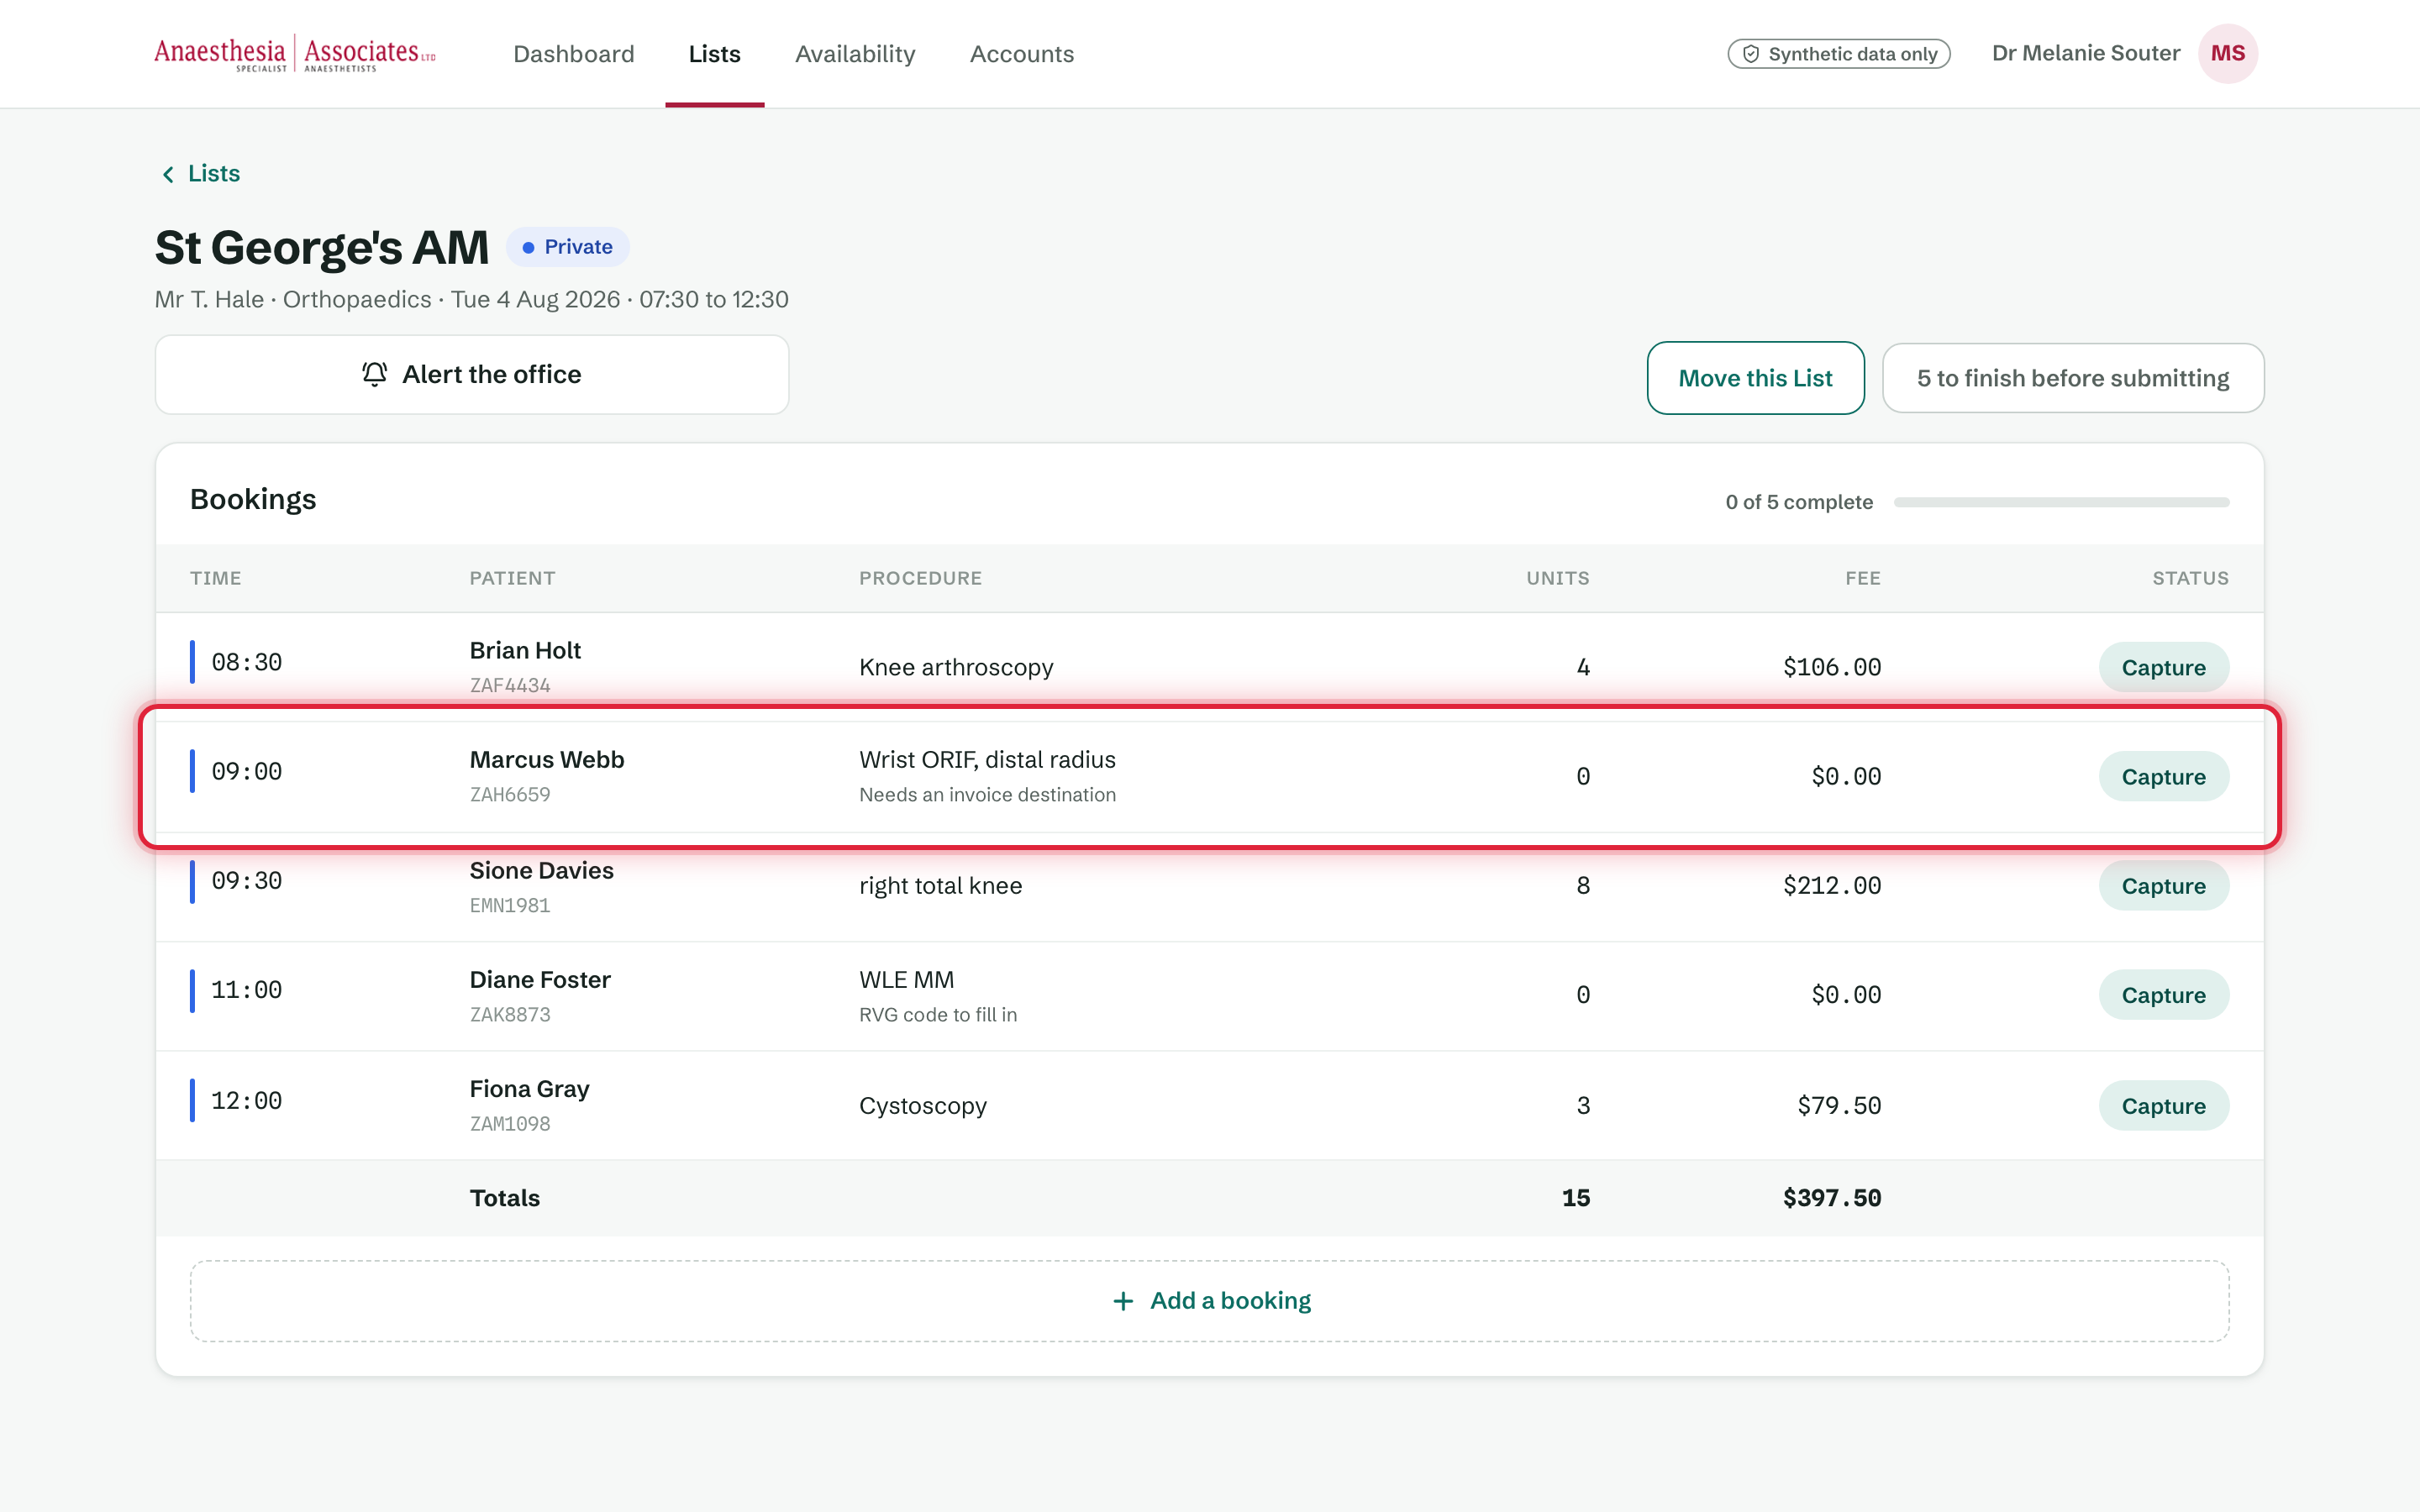 Anaesthesia Associates LTD
SPECIALIST ANAESTHETISTS
Dashboard Lists Availability Accounts
Synthetic data only
Dr Melanie Souter MS
Lists
St George's AM Private
Mr T. Hale · Orthopaedics · Tue 4 Aug 2026 · 07:30 to 12:30
Alert the office
Move this List
5 to finish before submitting
Bookings
0 of 5 complete
TIME PATIENT PROCEDURE UNITS FEE STATUS
08:30 Brian Holt Knee arthroscopy 4 $106.00 Capture
ZAF4434
09:00 Marcus Webb Wrist ORIF, distal radius 0 $0.00 Capture
ZAH6659 Needs an invoice destination
09:30 Sione Davies right total knee 8 $212.00 Capture
EMN1981
11:00 Diane Foster WLE MM 0 $0.00 Capture
ZAK8873 RVG code to fill in
12:00 Fiona Gray Cystoscopy 3 $79.50 Capture
ZAM1098
Totals 15 $397.50
+ Add a booking